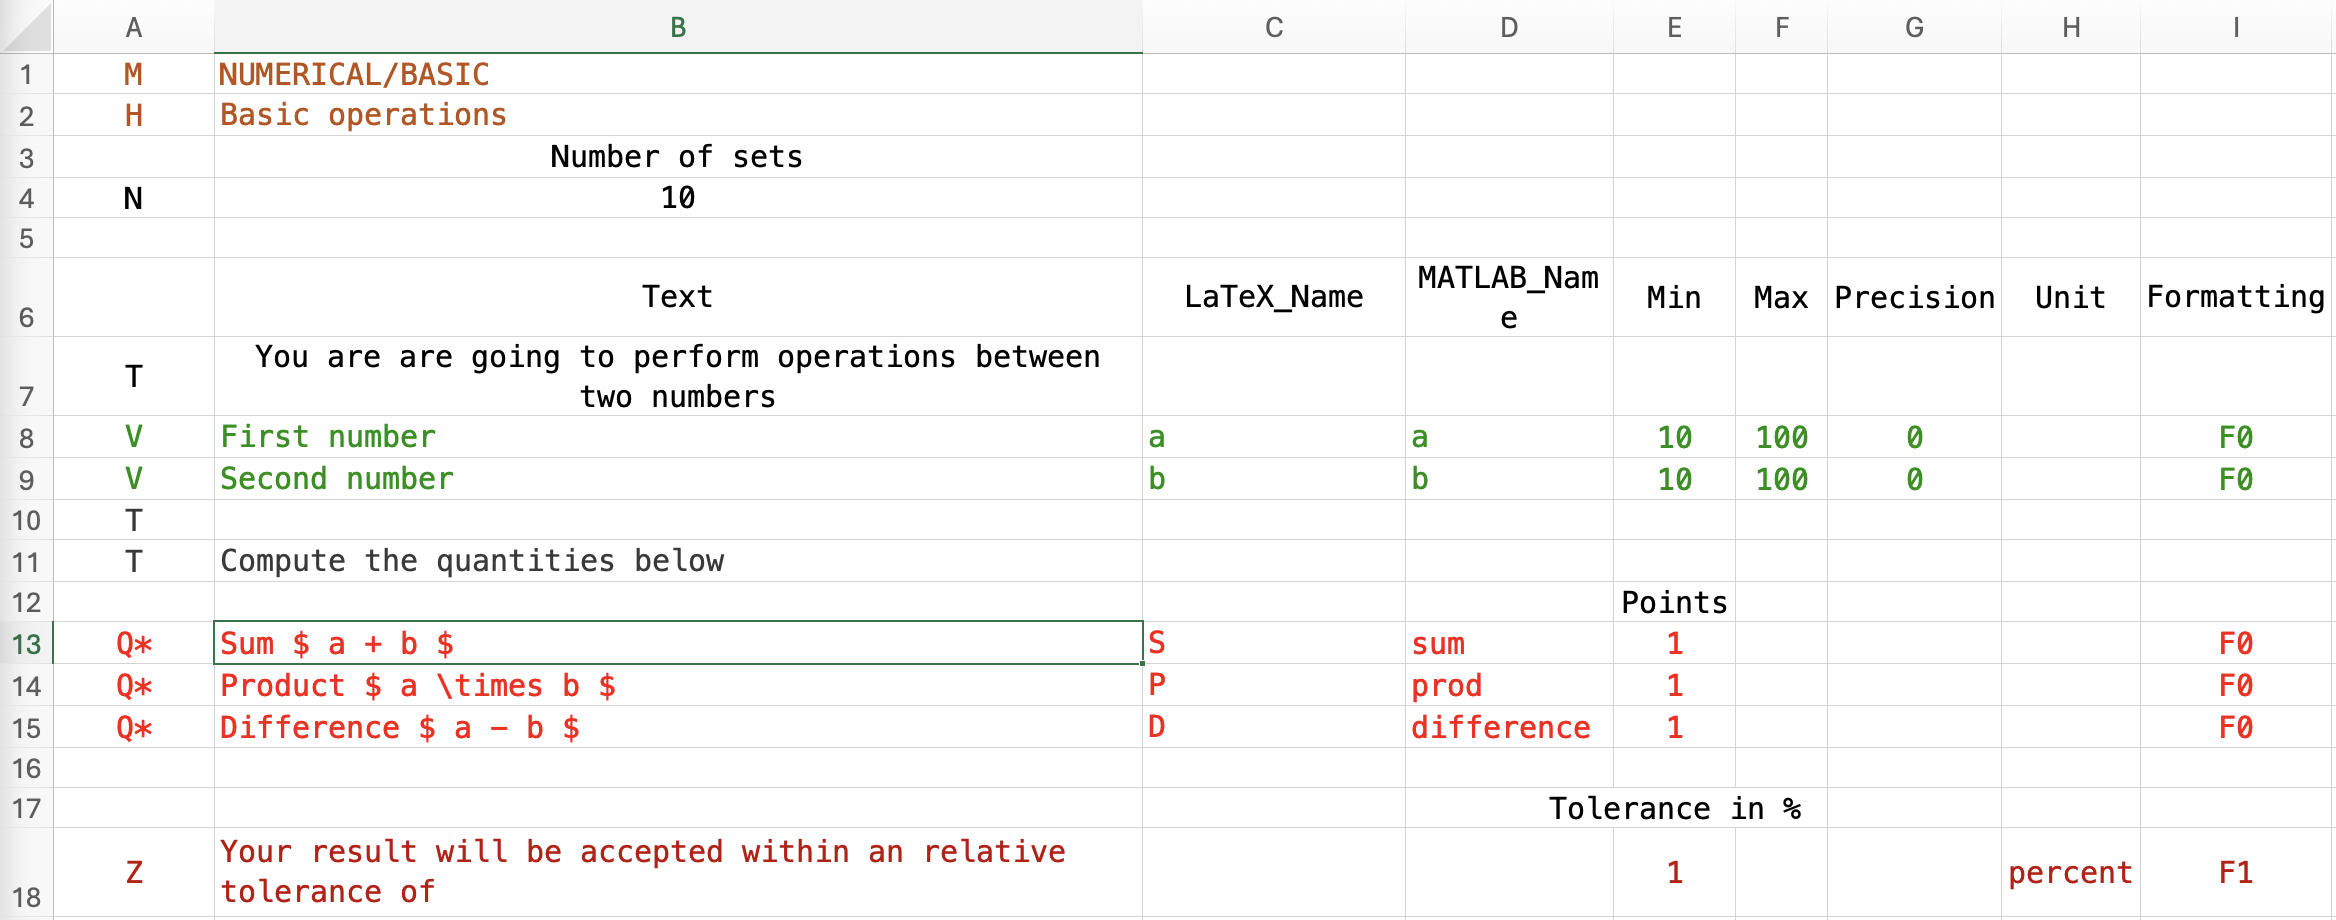 A B C D E F G H I
1 M NUMERICAL/BASIC
2 H Basic operations
3 Number of sets
4 N 10
5
6 Text LaTeX_Name MATLAB_Nam
e Min Max Precision Unit Formatting
7 T You are are going to perform operations between
two numbers
8 V First number a a 10 100 0 F0
9 V Second number b b 10 100 0 F0
10 T
11 T Compute the quantities below
12 Points
13 Q* Sum $ a + b $ S sum 1 F0
14 Q* Product $ a \times b $ P prod 1 F0
15 Q* Difference $ a - b $ D difference 1 F0
16
17 Tolerance in %
18 Z Your result will be accepted within an relative
tolerance of 1 percent F1